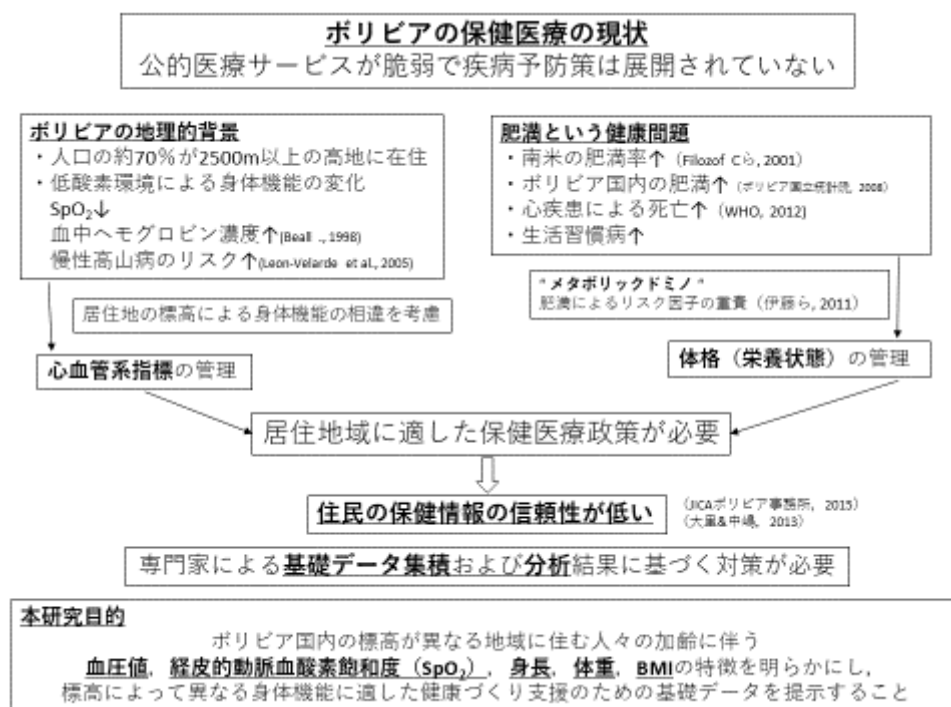 ボリビアの保健医療の現状
公的医療サービスが脆弱で疾病予防策は展開されていない
ボリビアの地理的背景
・人口の約70%が2500m以上の高地に在住
・低酸素環境による身体機能の変化
SpO₂↓
血中ヘモグロビン濃度↑(Beall ., 1998)
慢性高山病のリスク↑(Leon-Velarde et al., 2005)
居住地の標高による身体機能の相違を考慮
心血管系指標の管理
肥満という健康問題
・南米の肥満率↑ (Filozof Cら, 2001)
・ボリビア国内の肥満↑ (ボリビア国立統計院, 2008)
・心疾患による死亡↑ (WHO, 2012)
・生活習慣病↑
"メタボリックドミノ"
肥満によるリスク因子の重責（伊藤ら, 2011）
体格（栄養状態）の管理
居住地域に適した保健医療政策が必要
住民の保健情報の信頼性が低い
（JICAボリビア事務所, 2015）
（大里&中嶋, 2013）
専門家による基礎データ集積および分析結果に基づく対策が必要
本研究目的
ボリビア国内の標高が異なる地域に住む人々の加齢に伴う
血圧値, 経皮的動脈血酸素飽和度（SpO₂）, 身長, 体重, BMIの特徴を明らかにし,
標高によって異なる身体機能に適した健康づくり支援のための基礎データを提示すること